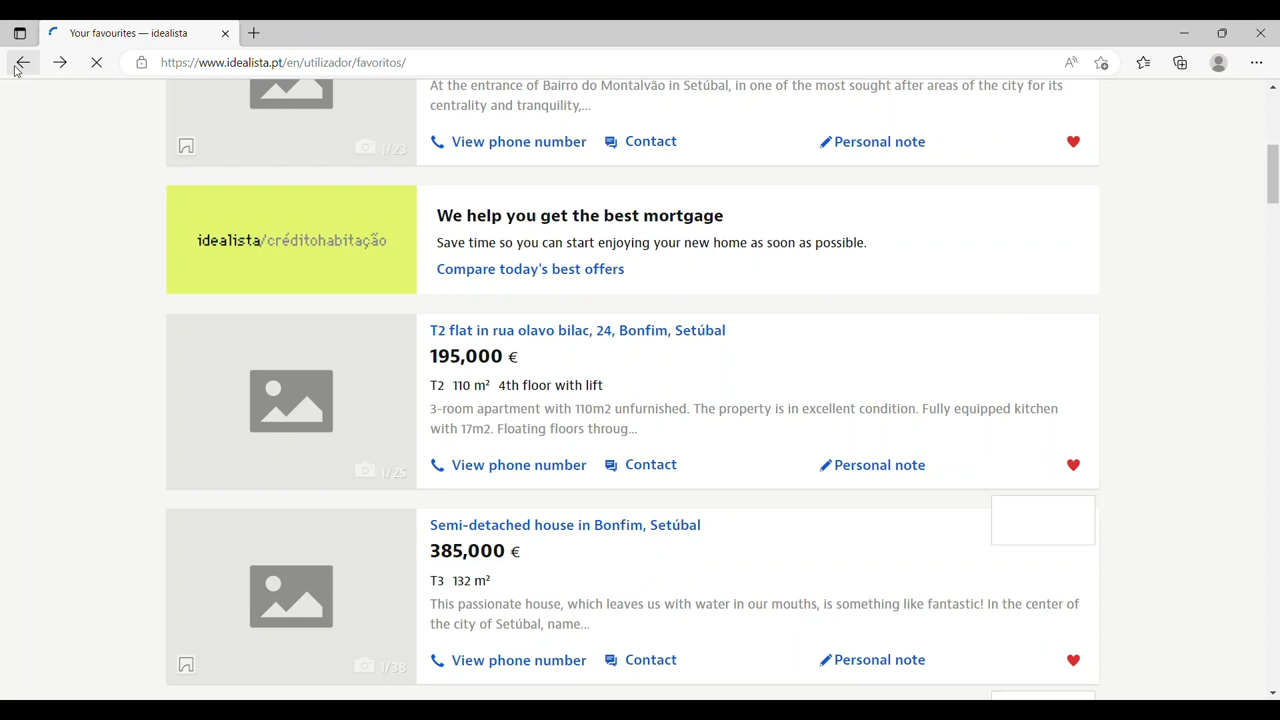 Your favourites — idealista
https://www.idealista.pt/en/utilizador/favoritos/
At the entrance of Bairro do Montalvão in Setúbal, in one of the most sought after areas of the city for its
centrality and tranquility,...
1/23
View phone number Contact Personal note
idealista/créditohabitação
We help you get the best mortgage
Save time so you can start enjoying your new home as soon as possible.
Compare today's best offers
T2 flat in rua olavo bilac, 24, Bonfim, Setúbal
195,000 €
T2 110 m² 4th floor with lift
3-room apartment with 110m2 unfurnished. The property is in excellent condition. Fully equipped kitchen
with 17m2. Floating floors throug...
1/25
View phone number Contact Personal note
Semi-detached house in Bonfim, Setúbal
385,000 €
T3 132 m²
This passionate house, which leaves us with water in our mouths, is something like fantastic! In the center of
the city of Setúbal, name...
1/38
View phone number Contact Personal note